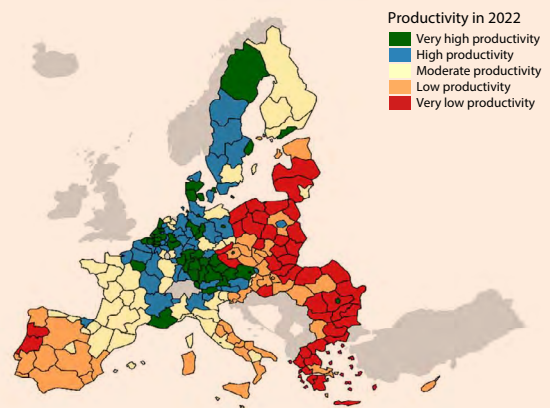 Productivity in 2022
Very high productivity
High productivity
Moderate productivity
Low productivity
Very low productivity